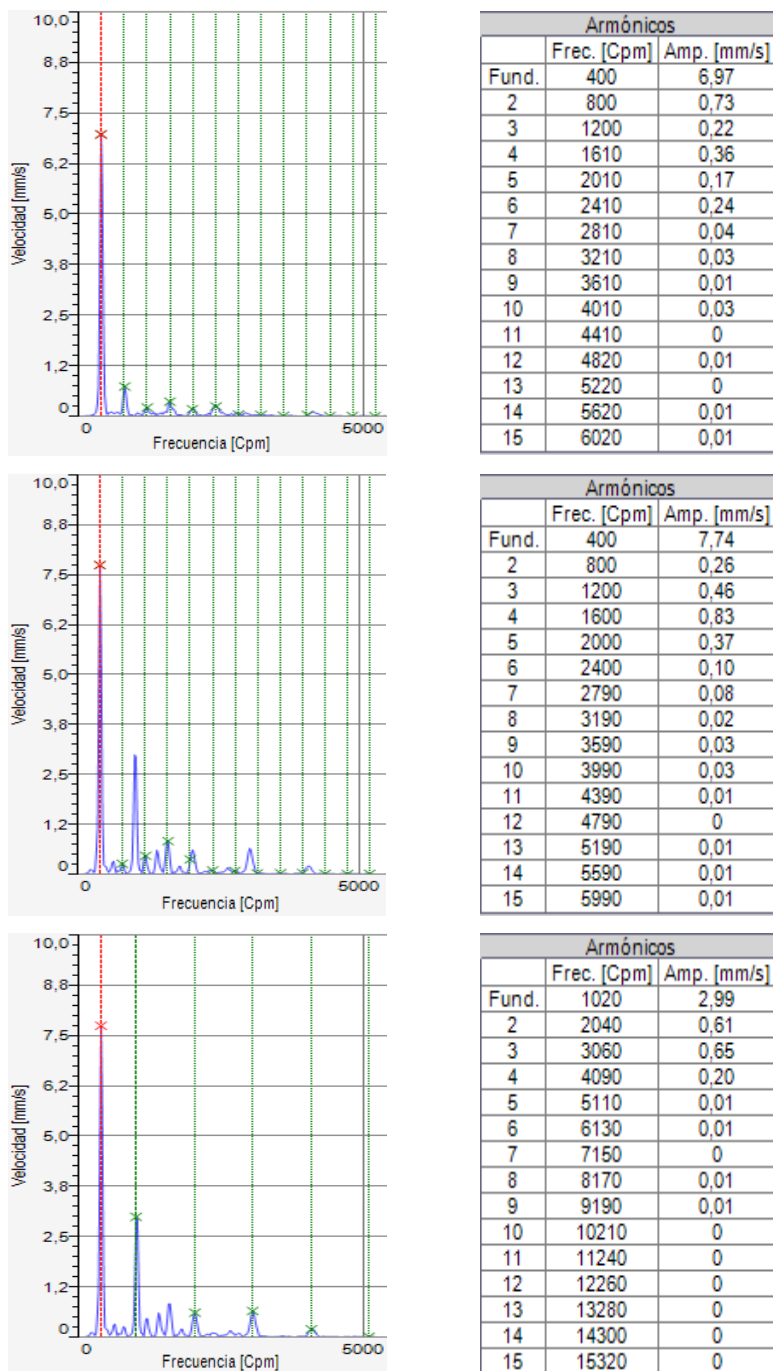 10,0
8,8
7,5
6,2
5,0
3,8
2,5
1,2
0
Velocidad [mm/s]
0 5000
Frecuencia [Cpm]
Armónicos
Frec. [Cpm] Amp. [mm/s]
Fund. 400 6,97
2 800 0,73
3 1200 0,22
4 1610 0,36
5 2010 0,17
6 2410 0,24
7 2810 0,04
8 3210 0,03
9 3610 0,01
10 4010 0,03
11 4410 0
12 4820 0,01
13 5220 0
14 5620 0,01
15 6020 0,01
10,0
8,8
7,5
6,2
5,0
3,8
2,5
1,2
0
Velocidad [mm/s]
0 5000
Frecuencia [Cpm]
Armónicos
Frec. [Cpm] Amp. [mm/s]
Fund. 400 7,74
2 800 0,26
3 1200 0,46
4 1600 0,83
5 2000 0,37
6 2400 0,10
7 2790 0,08
8 3190 0,02
9 3590 0,03
10 3990 0,03
11 4390 0,01
12 4790 0
13 5190 0,01
14 5590 0,01
15 5990 0,01
10,0
8,8
7,5
6,2
5,0
3,8
2,5
1,2
0
Velocidad [mm/s]
0 5000
Frecuencia [Cpm]
Armónicos
Frec. [Cpm] Amp. [mm/s]
Fund. 1020 2,99
2 2040 0,61
3 3060 0,65
4 4090 0,20
5 5110 0,01
6 6130 0,01
7 7150 0
8 8170 0,01
9 9190 0,01
10 10210 0
11 11240 0
12 12260 0
13 13280 0
14 14300 0
15 15320 0